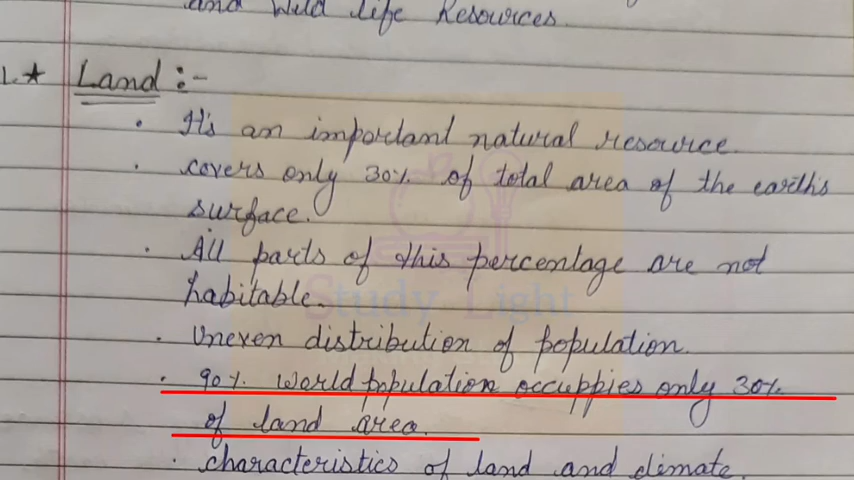 and Wild life Resources.
1.★ Land :-
· It's an important natural resource.
· covers only 30% of total area of the earth's
surface.
· All parts of this percentage are not
habitable.
Study Light
· Uneven distribution of population.
· 90% world population occuppies only 30%
of land area.
· characteristics of land and climate.